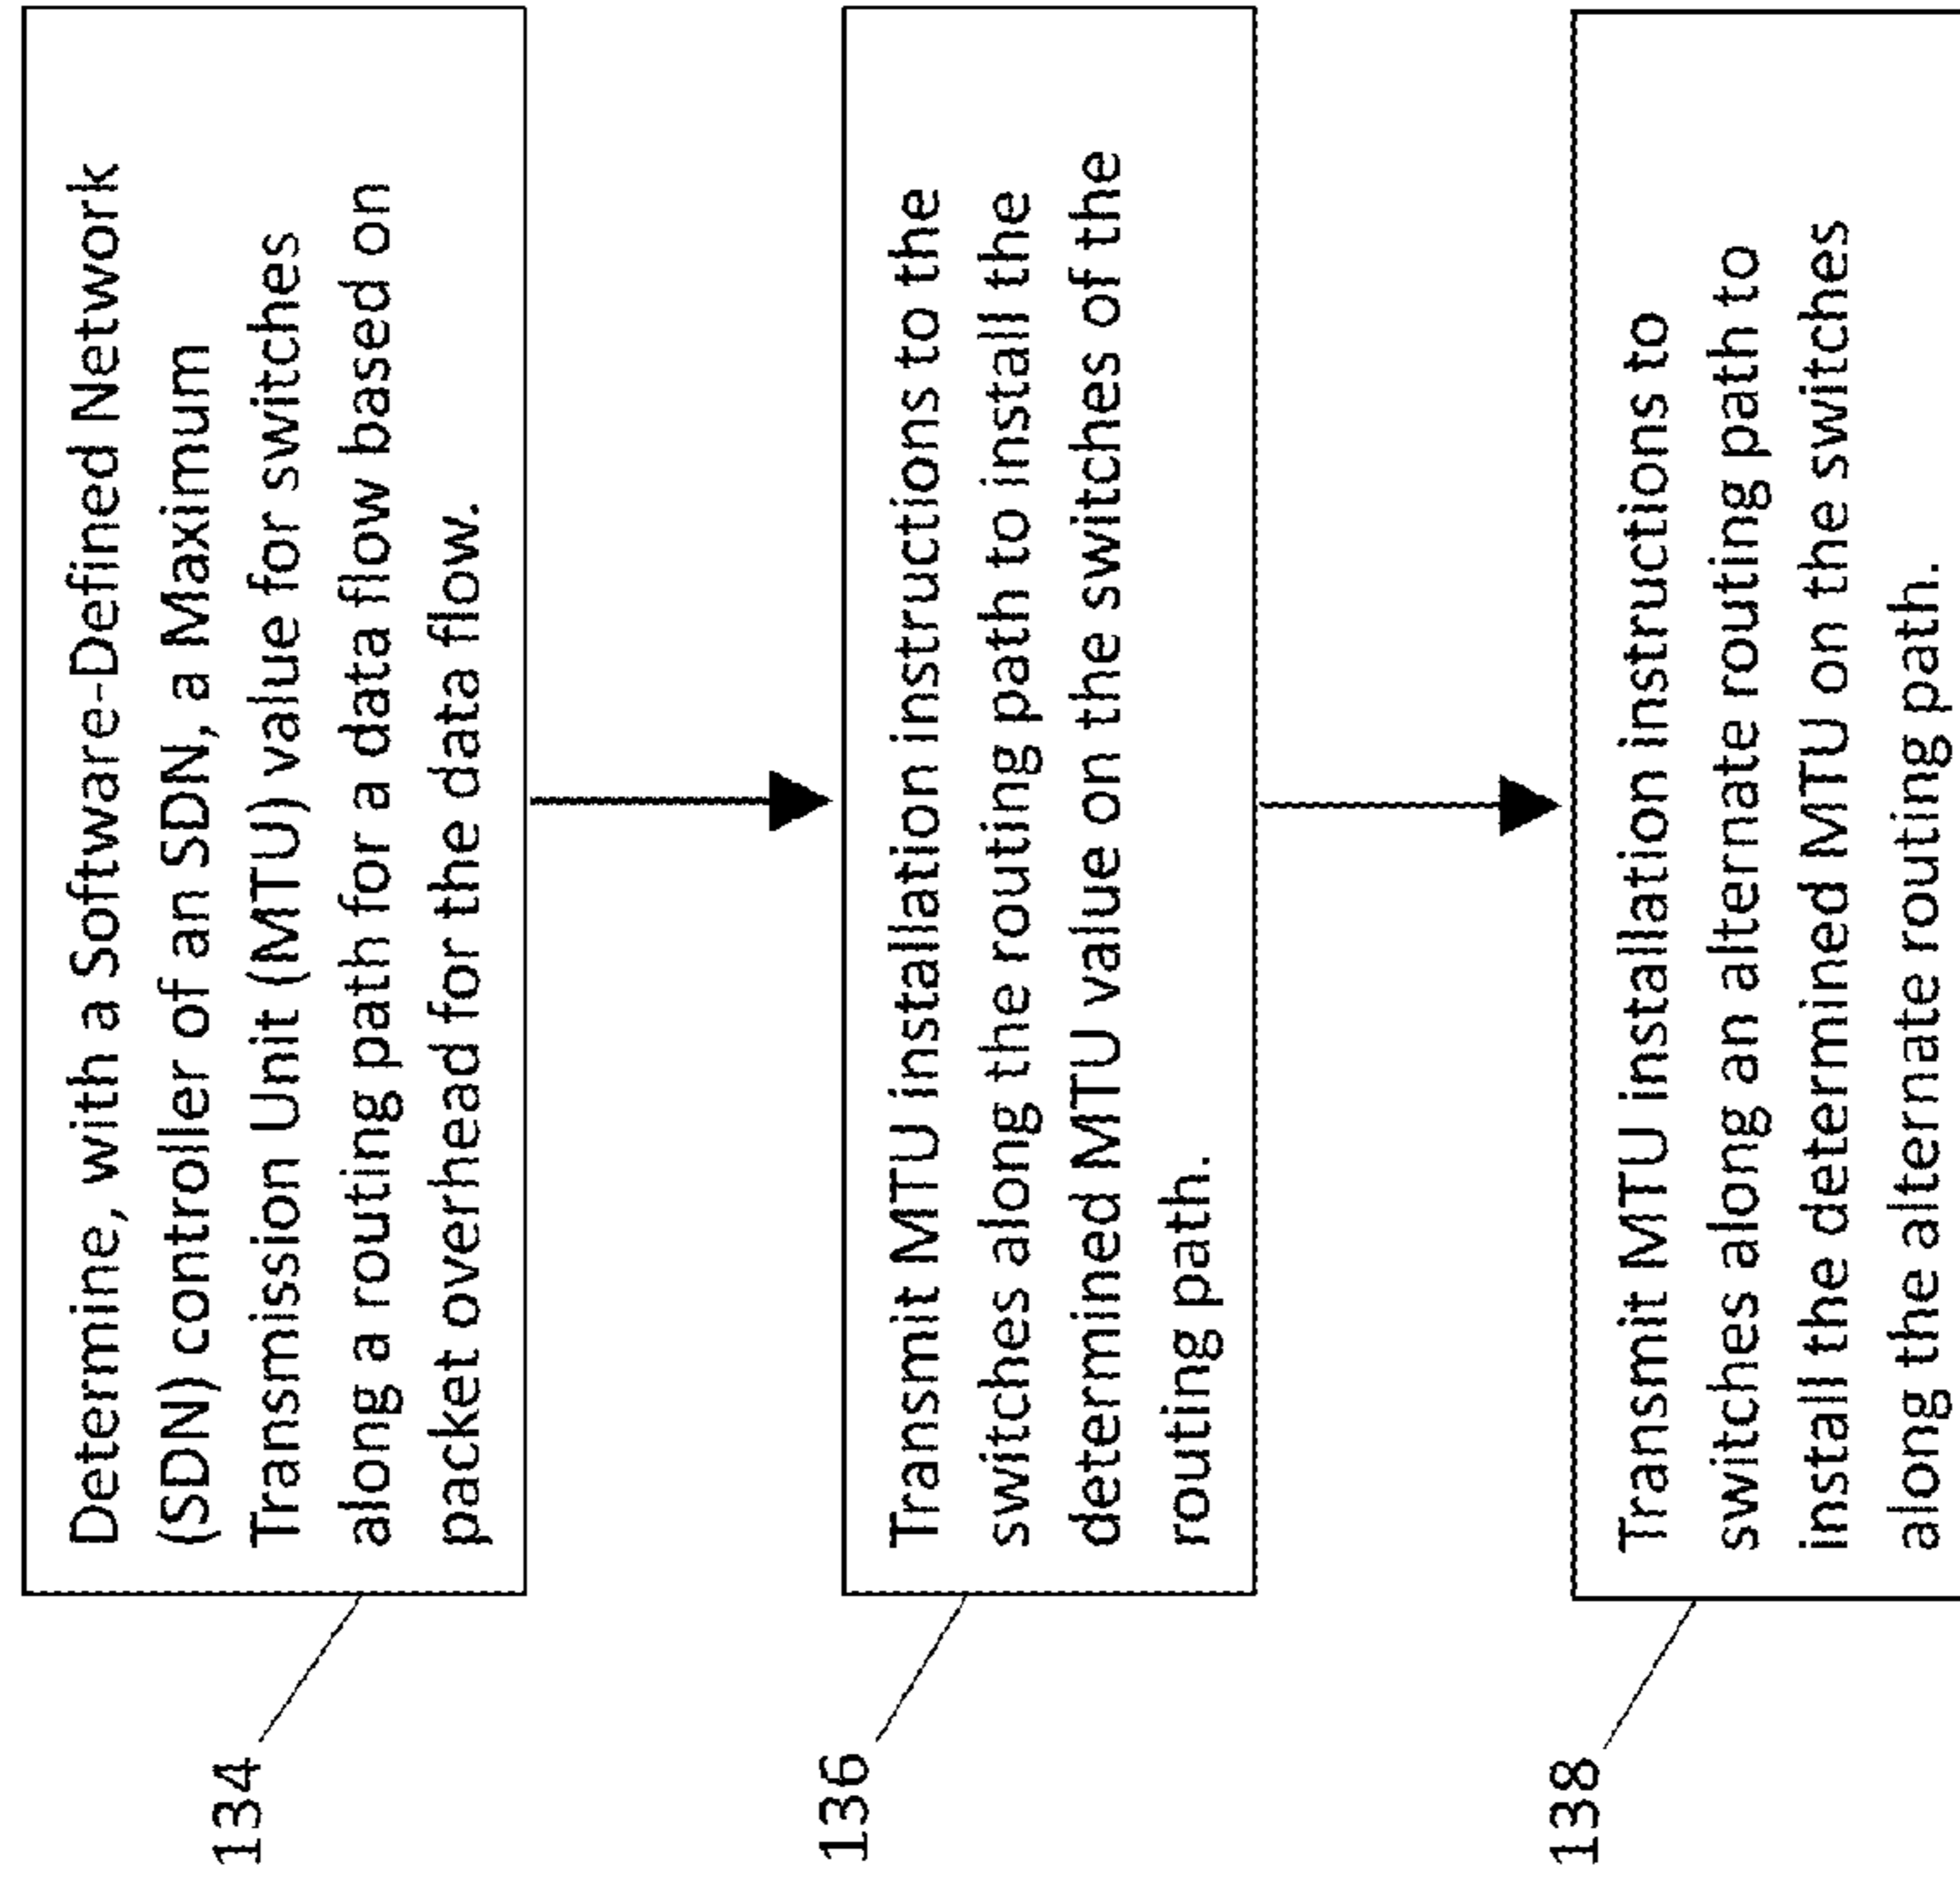 134
Determine, with a Software-Defined Network
(SDN) controller of an SDN, a Maximum
Transmission Unit (MTU) value for switches
along a routing path for a data flow based on
packet overhead for the data flow.
136
Transmit MTU installation instructions to the
switches along the routing path to install the
determined MTU value on the switches of the
routing path.
138
Transmit MTU installation instructions to
switches along an alternate routing path to
install the determined MTU on the switches
along the alternate routing path.